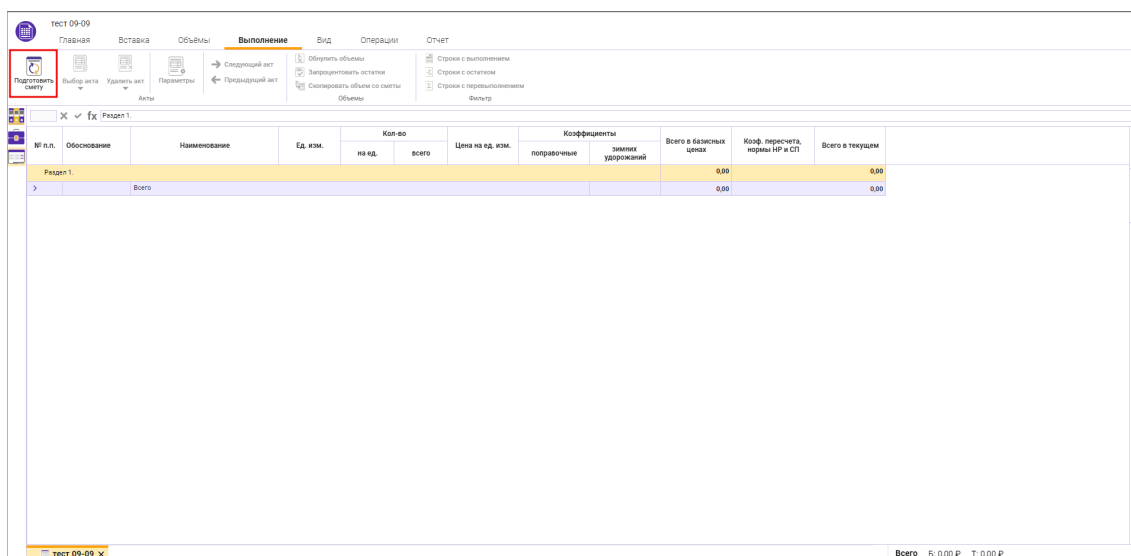 тест 09-09
Главная Вставка Объёмы Выполнение Вид Операции Отчет
Подготовить смету
Выбор акта
Удалить акт
Параметры
Следующий акт
Предыдущий акт
Акты
Обнулить объемы
Запроцентовать остатки
Скопировать объем со сметы
Объемы
Строки с выполнением
Строки с остатком
Строки с перевыполнением
Фильтр
fx Раздел 1.
№ п.п. Обоснование Наименование Ед. изм. Кол-во Цена на ед. изм. Коэффициенты Всего в базисных ценах Коэф. пересчета, нормы НР и СП Всего в текущем
на ед. всего поправочные зимних удорожаний
Раздел 1. 0,00 0,00
Всего 0,00 0,00
тест 09-09 Всего Б: 0,00 ₽ Т: 0,00 ₽